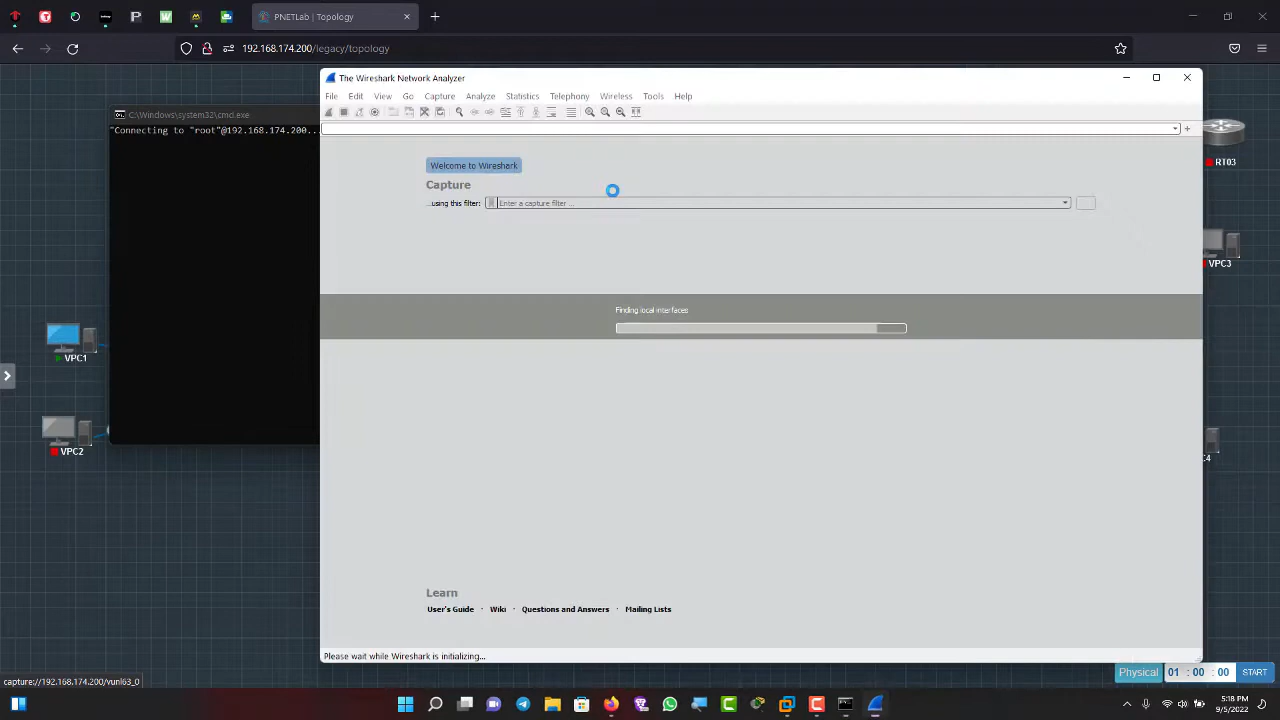 PNETLab | Topology
192.168.174.200/legacy/topology
C:\Windows\system32\cmd.exe
"Connecting to "root"@192.168.174.200...
The Wireshark Network Analyzer
File Edit View Go Capture Analyze Statistics Telephony Wireless Tools Help
Welcome to Wireshark
Capture
...using this filter: Enter a capture filter ...
Finding local interfaces
Learn
User's Guide · Wiki · Questions and Answers · Mailing Lists
Please wait while Wireshark is initializing...
RT03
VPC3
C4
VPC1
VPC2
capture://192.168.174.200/vunl63_0
Physical 01 : 00 : 00 START
5:18 PM
9/5/2022